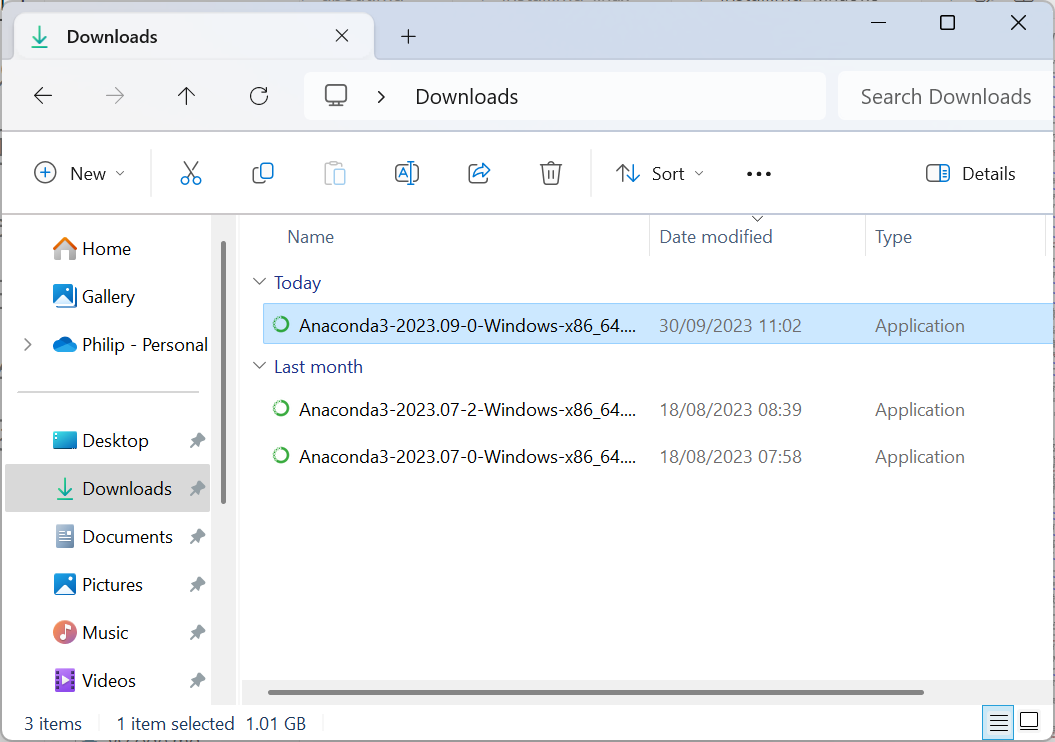 Downloads
Downloads
Search Downloads
New
Sort
Details
Name Date modified Type
Home
Gallery
Philip - Personal
Desktop
Downloads
Documents
Pictures
Music
Videos
Today
Anaconda3-2023.09-0-Windows-x86_64.... 30/09/2023 11:02 Application
Last month
Anaconda3-2023.07-2-Windows-x86_64.... 18/08/2023 08:39 Application
Anaconda3-2023.07-0-Windows-x86_64.... 18/08/2023 07:58 Application
3 items 1 item selected 1.01 GB